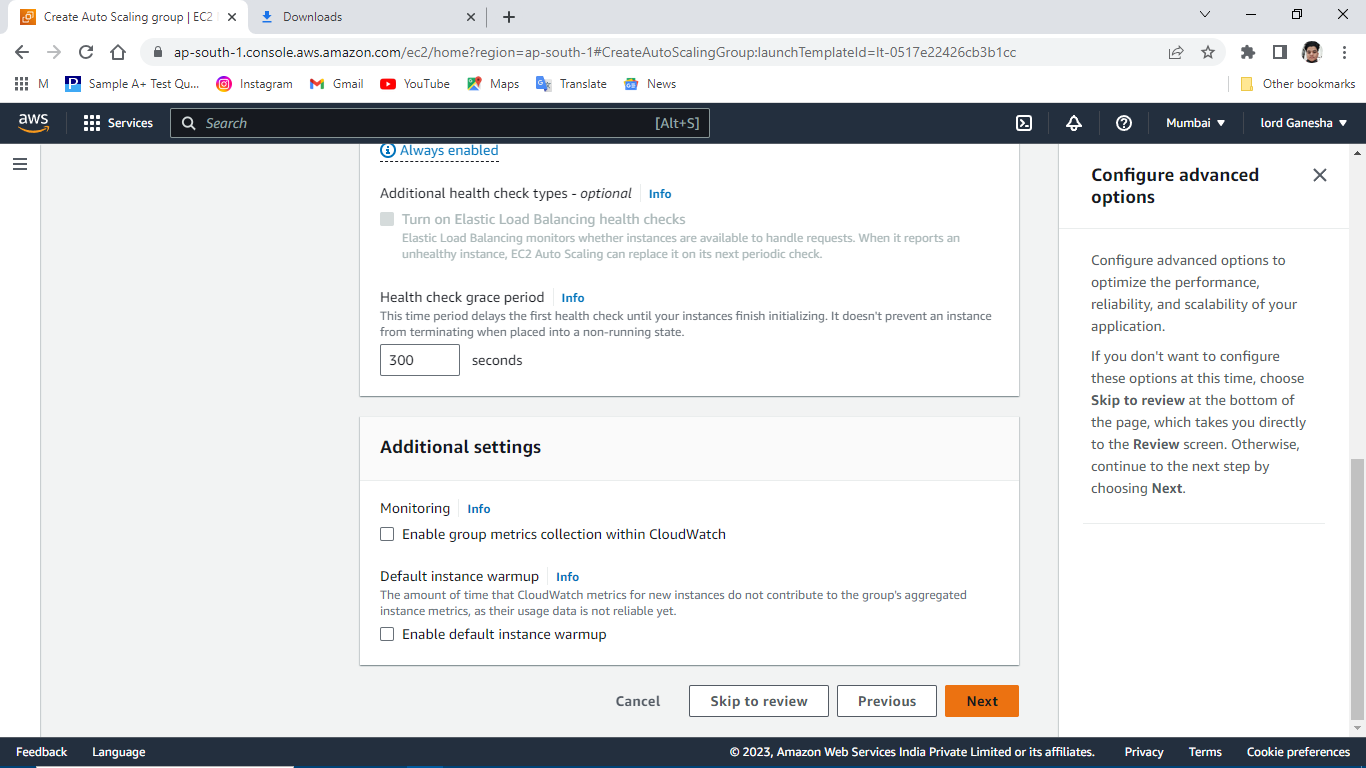 Create Auto Scaling group | EC2
Downloads
ap-south-1.console.aws.amazon.com/ec2/home?region=ap-south-1#CreateAutoScalingGroup:launchTemplateId=lt-0517e22426cb3b1cc
M
Sample A+ Test Qu...
Instagram
Gmail
YouTube
Maps
Translate
News
Other bookmarks
aws
Services
Search
[Alt+S]
Mumbai
lord Ganesha
Always enabled
Additional health check types - optional
Info
Turn on Elastic Load Balancing health checks
Elastic Load Balancing monitors whether instances are available to handle requests. When it reports an
unhealthy instance, EC2 Auto Scaling can replace it on its next periodic check.
Health check grace period
Info
This time period delays the first health check until your instances finish initializing. It doesn't prevent an instance
from terminating when placed into a non-running state.
300
seconds
Additional settings
Monitoring
Info
Enable group metrics collection within CloudWatch
Default instance warmup
Info
The amount of time that CloudWatch metrics for new instances do not contribute to the group's aggregated
instance metrics, as their usage data is not reliable yet.
Enable default instance warmup
Cancel
Skip to review
Previous
Next
Configure advanced
options
Configure advanced options to
optimize the performance,
reliability, and scalability of your
application.
If you don't want to configure
these options at this time, choose
Skip to review at the bottom of
the page, which takes you directly
to the Review screen. Otherwise,
continue to the next step by
choosing Next.
Feedback
Language
© 2023, Amazon Web Services India Private Limited or its affiliates.
Privacy
Terms
Cookie preferences